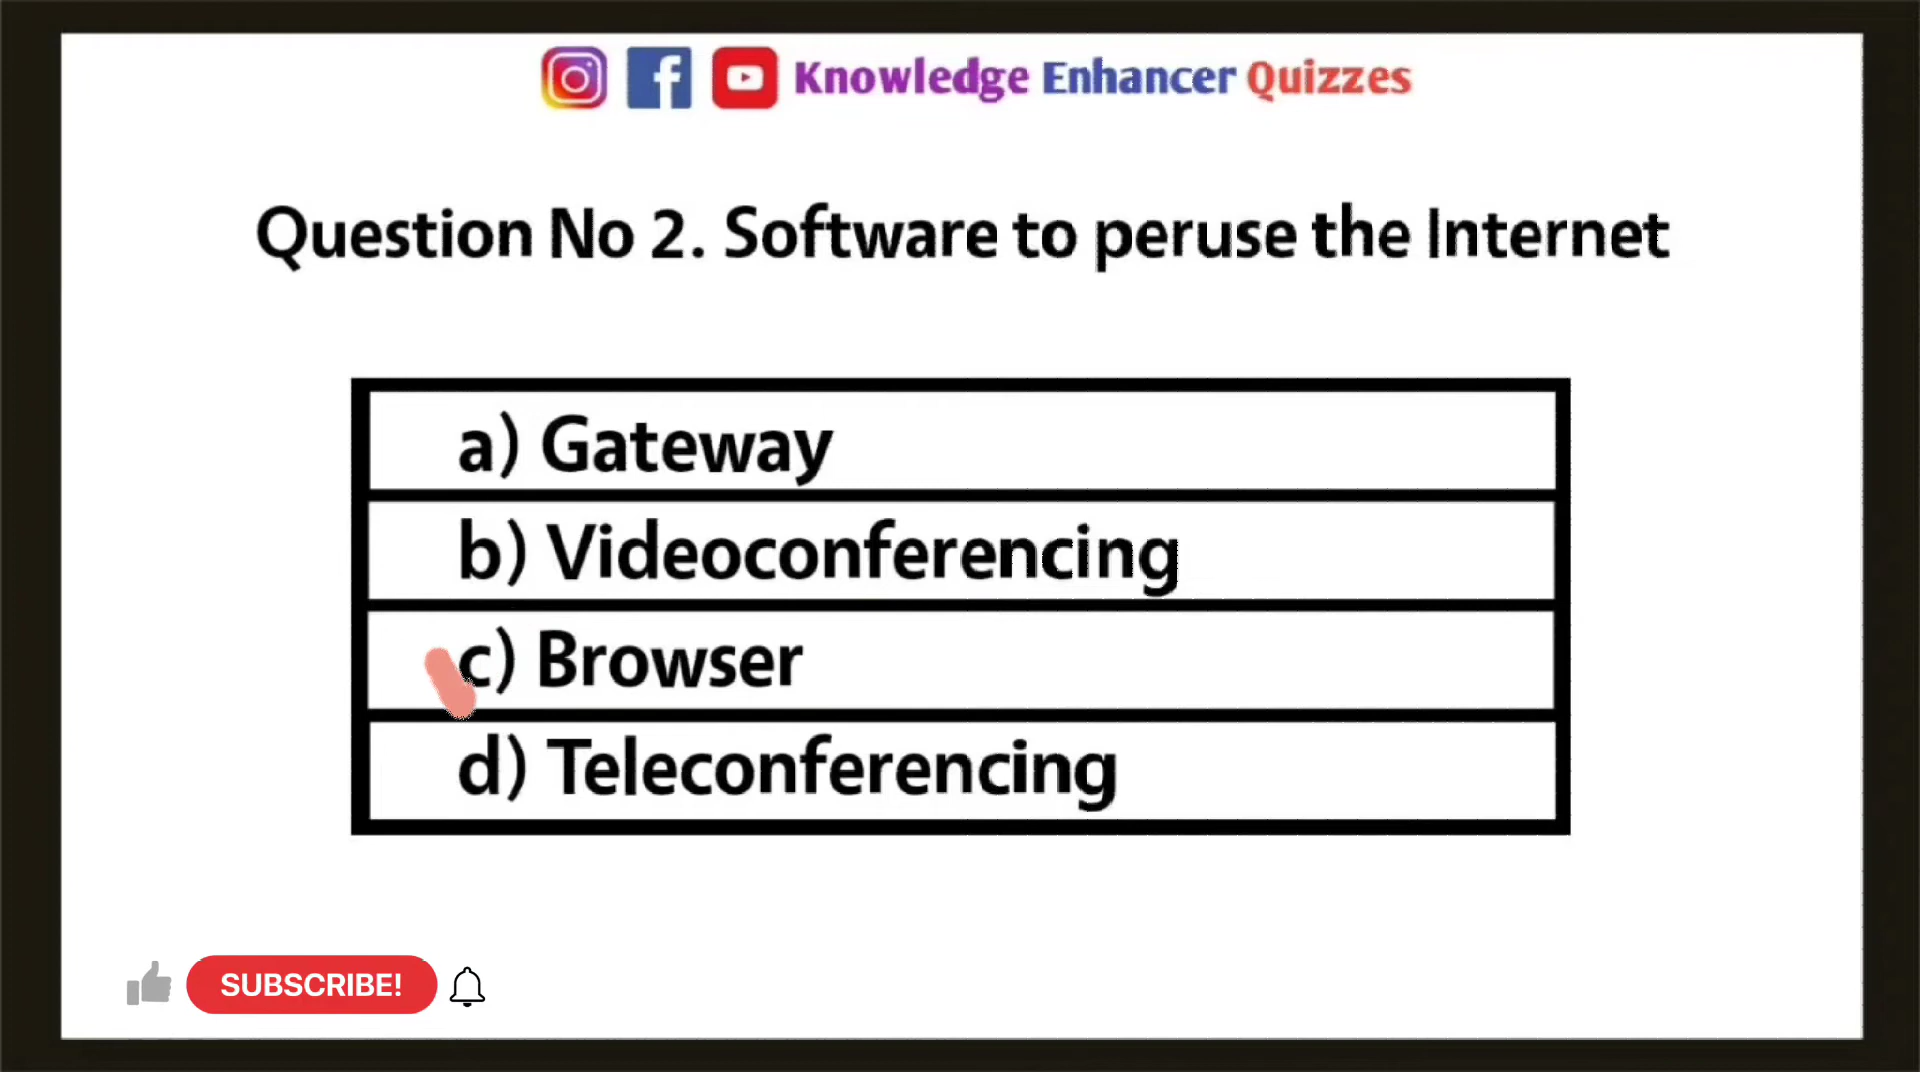 Knowledge Enhancer Quizzes
Question No 2. Software to peruse the Internet
a) Gateway
b) Videoconferencing
c) Browser
d) Teleconferencing
SUBSCRIBE!